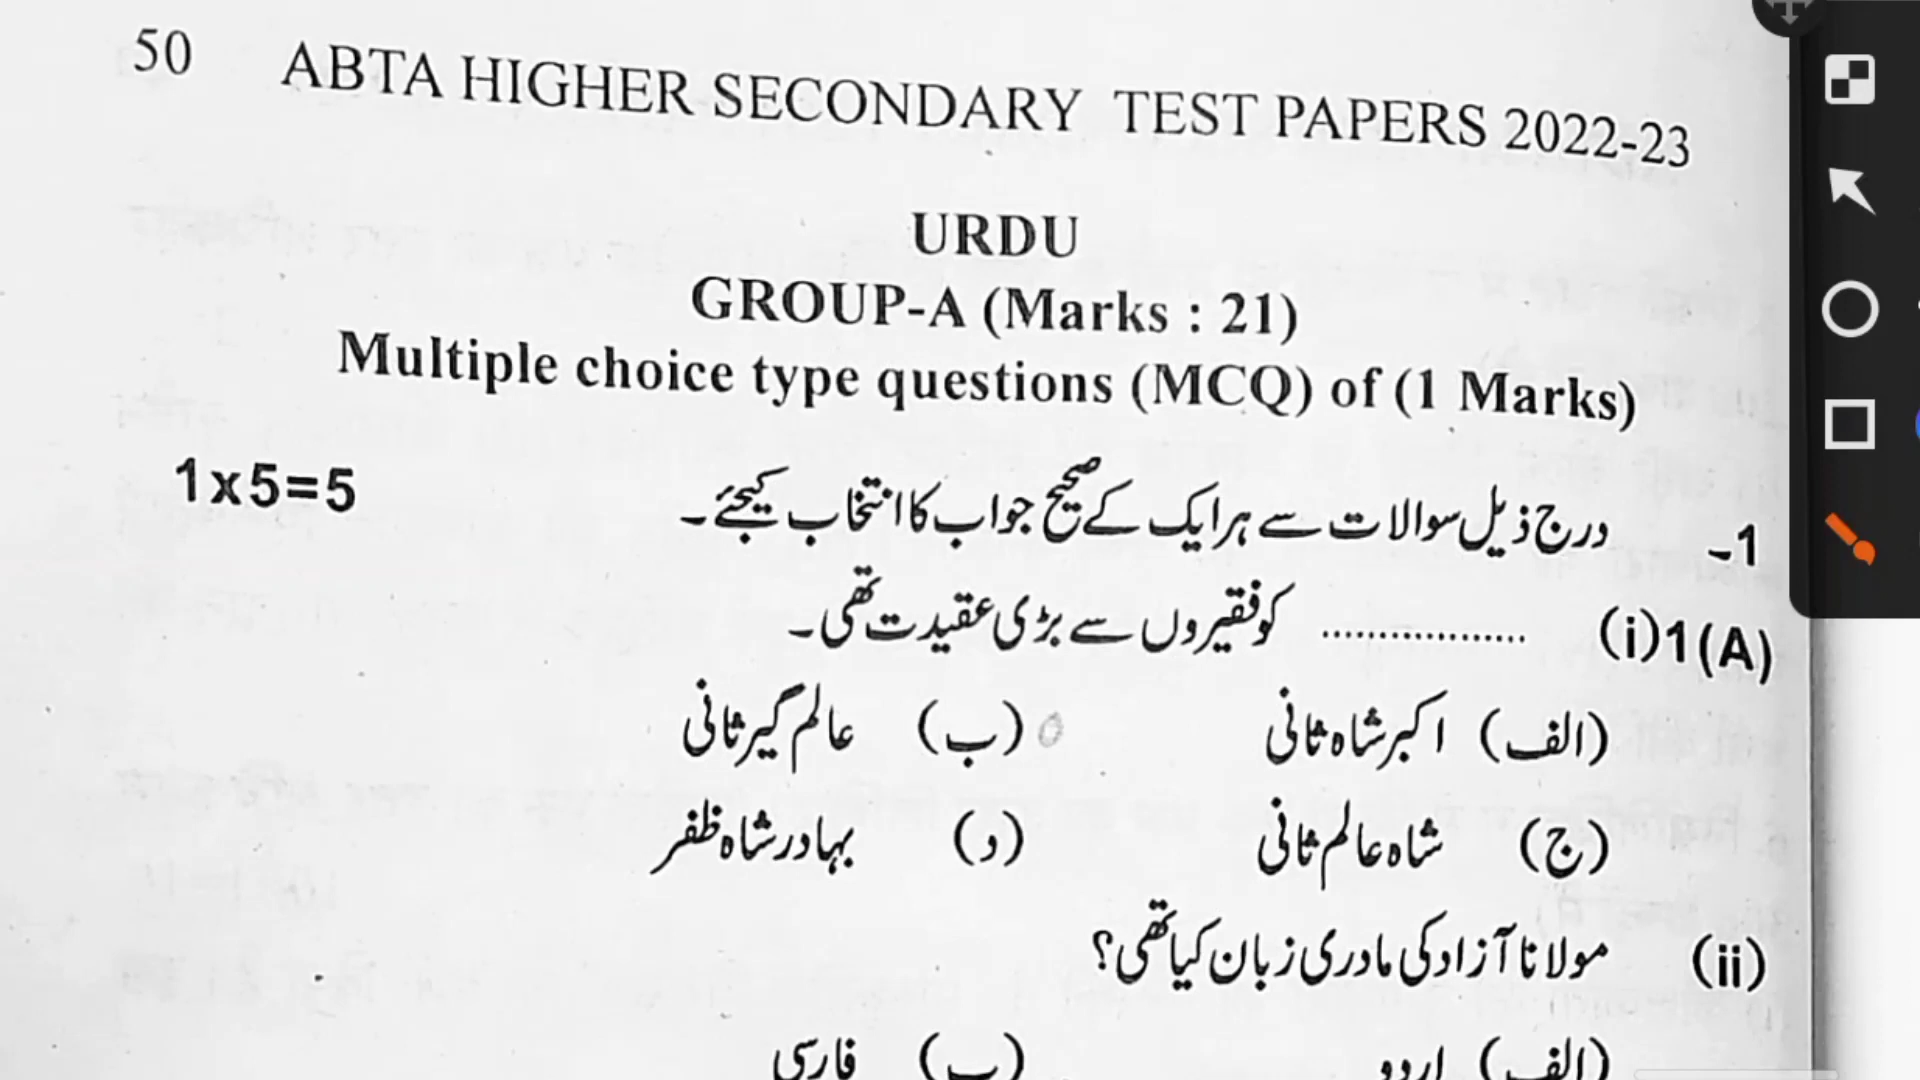 50 ABTA HIGHER SECONDARY TEST PAPERS 2022-23
URDU
GROUP-A (Marks : 21)
Multiple choice type questions (MCQ) of (1 Marks)
1۔ درج ذیل سوالات سے ہر ایک کے صحیح جواب کا انتخاب کیجئے۔ 1x5=5
1(A) (i) .................. کو فقیروں سے بڑی عقیدت تھی۔
(الف) اکبر شاہ ثانی (ب) عالم گیر ثانی
(ج) شاہ عالم ثانی (د) بہادر شاہ ظفر
(ii) مولانا آزاد کی مادری زبان کیا تھی؟
(الف) اردو (ب) فارسی